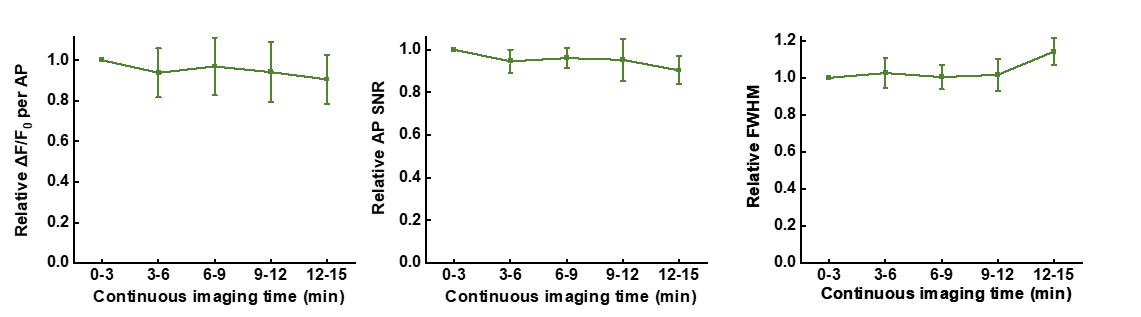 Relative ΔF/F0 per AP
1.0
0.8
0.6
0.4
0.2
0.0
0-3 3-6 6-9 9-12 12-15
Continuous imaging time (min)
Relative AP SNR
1.0
0.8
0.6
0.4
0.2
0.0
0-3 3-6 6-9 9-12 12-15
Continuous imaging time (min)
Relative FWHM
1.2
1.0
0.8
0.6
0.4
0.2
0.0
0-3 3-6 6-9 9-12 12-15
Continuous imaging time (min)